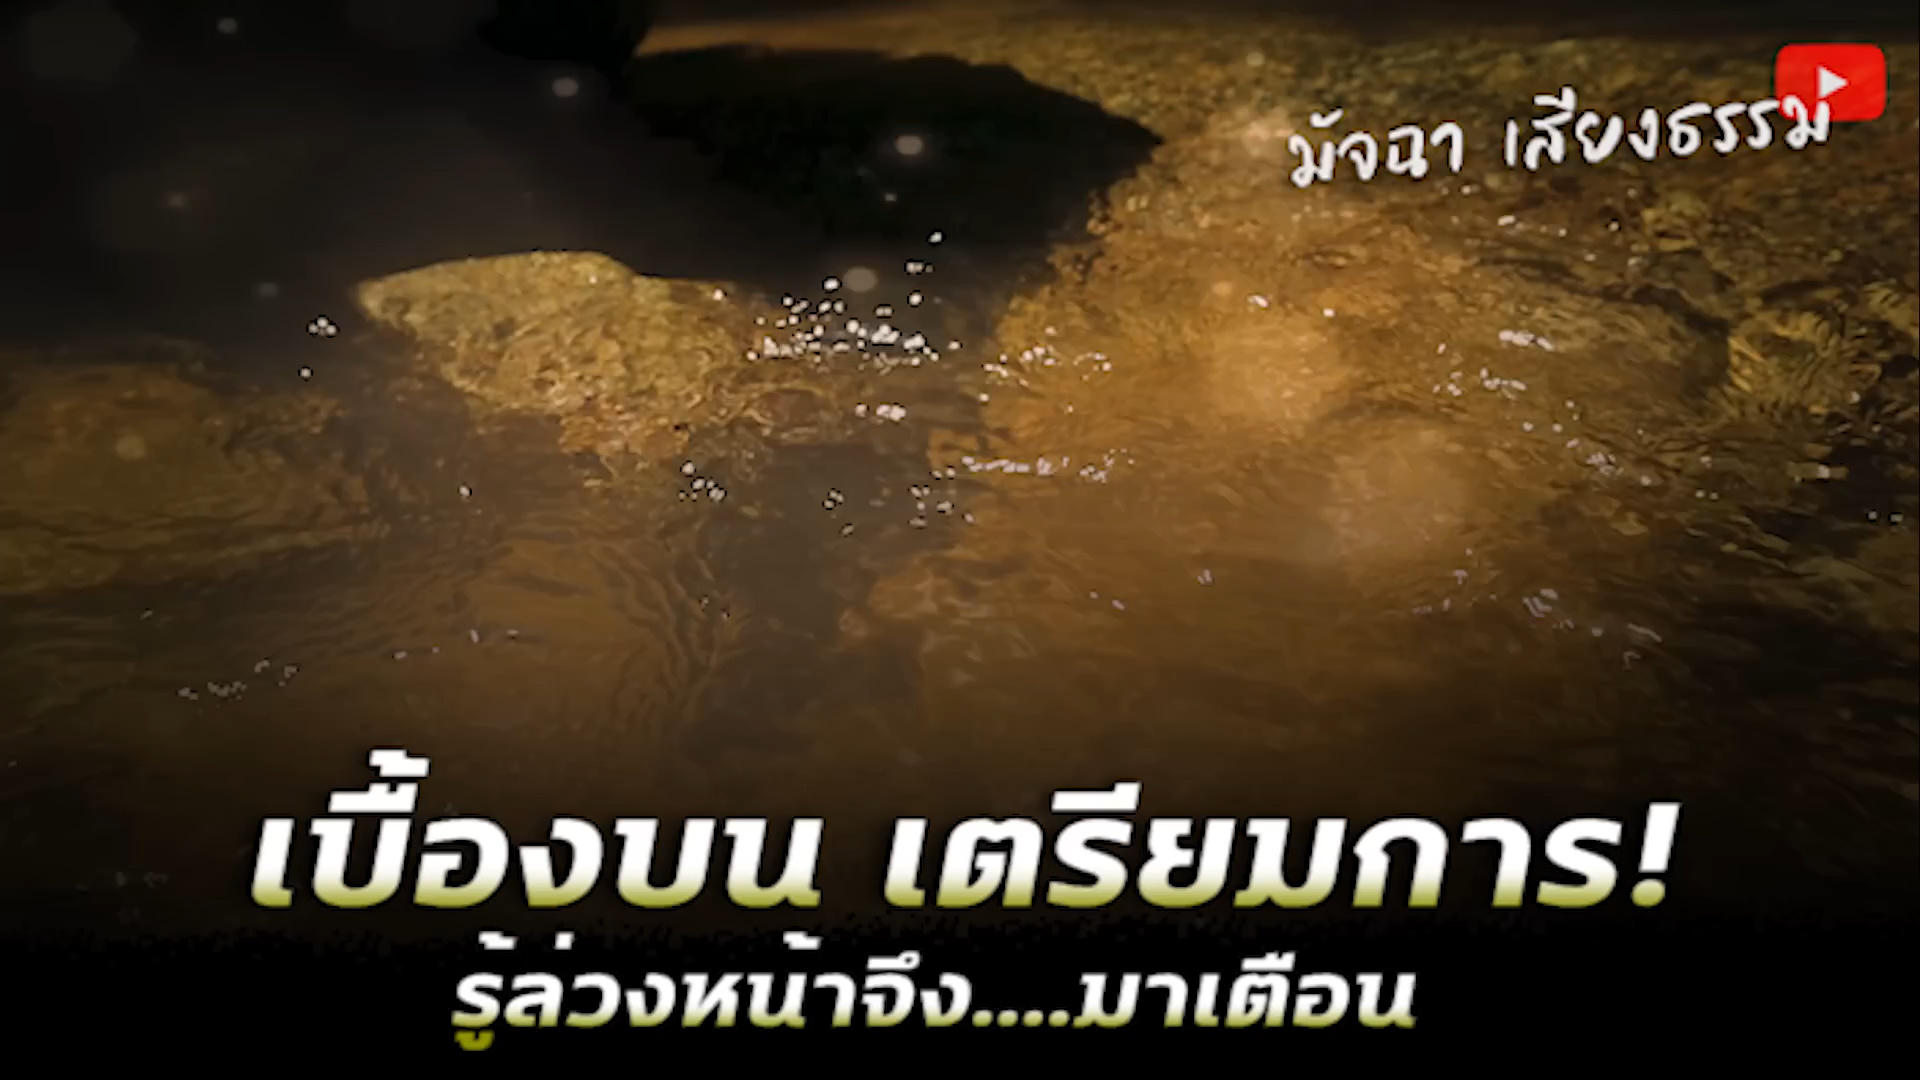 มัจฉา เสียงธรรม
เบื้องบน เตรียมการ!
รู้ล่วงหน้าจึง....มาเตือน